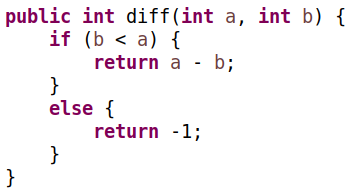 public int diff(int a, int b) {
    if (b < a) {
        return a - b;
    }
    else {
        return -1;
    }
}